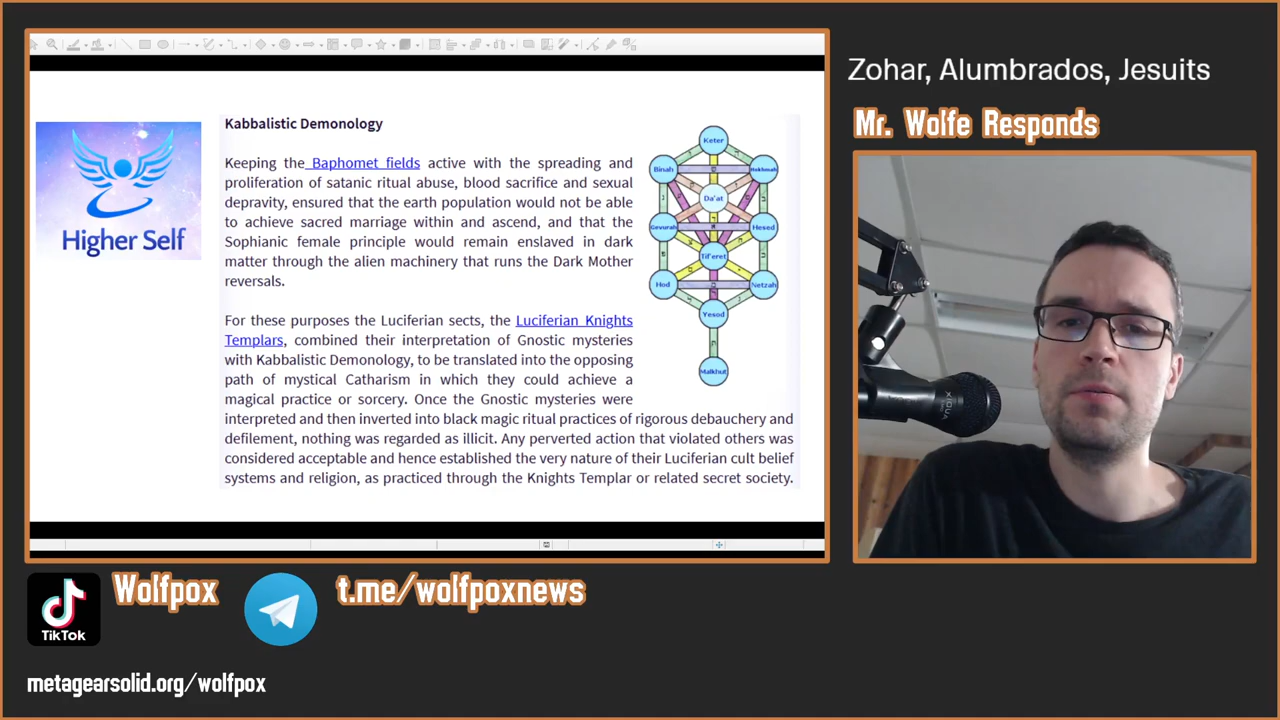 Zohar, Alumbrados, Jesuits
Mr. Wolfe Responds
Higher Self
Kabbalistic Demonology
Keeping the Baphomet fields active with the spreading and
proliferation of satanic ritual abuse, blood sacrifice and sexual
depravity, ensured that the earth population would not be able
to achieve sacred marriage within and ascend, and that the
Sophianic female principle would remain enslaved in dark
matter through the alien machinery that runs the Dark Mother
reversals.
For these purposes the Luciferian sects, the Luciferian Knights
Templars, combined their interpretation of Gnostic mysteries
with Kabbalistic Demonology, to be translated into the opposing
path of mystical Catharism in which they could achieve a
magical practice or sorcery. Once the Gnostic mysteries were
interpreted and then inverted into black magic ritual practices of rigorous debauchery and
defilement, nothing was regarded as illicit. Any perverted action that violated others was
considered acceptable and hence established the very nature of their Luciferian cult belief
systems and religion, as practiced through the Knights Templar or related secret society.
Keter
Binah
Hokhmah
Da'at
Gevurah
Hesed
Tif'eret
Hod
Netzah
Yesod
Malkhut
TikTok
Wolfpox
t.me/wolfpoxnews
metagearsolid.org/wolfpox